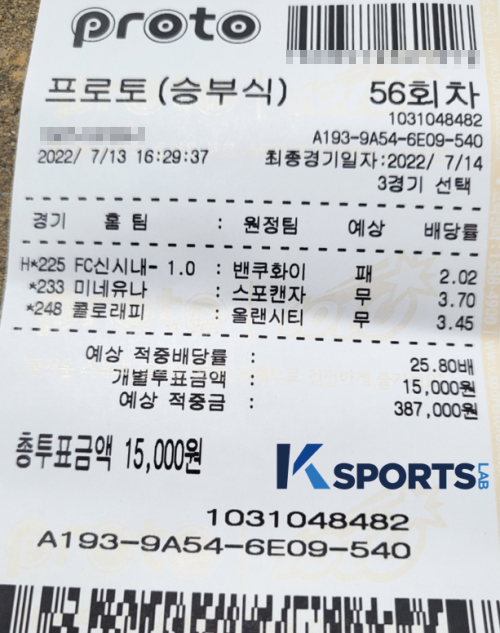 proto
프로토(승부식) 56회차
1031048482
A193-9A54-6E09-540
2022/ 7/13 16:29:37 최종경기일자:2022/ 7/14
3경기 선택
경기 홈 팀 : 원정팀 예상 배당률
H*225 FC신시내- 1.0 : 밴쿠화이 패 2.02
*233 미네유나 : 스포캔자 무 3.70
*248 콜로래피 : 올랜시티 무 3.45
예상 적중배당률 : 25.80배
개별투표금액 : 15,000원
예상 적중금 : 387,000원
총투표금액 15,000원
K SPORTS LAB
1031048482
A193-9A54-6E09-540